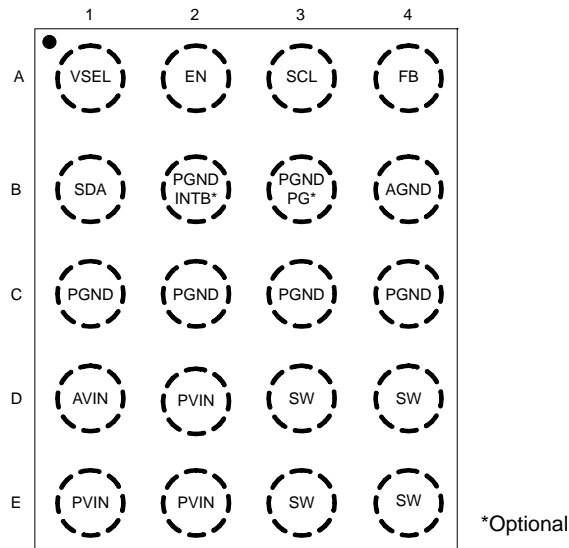 1 2 3 4
A VSEL EN SCL FB
B SDA PGND INTB* PGND PG* AGND
C PGND PGND PGND PGND
D AVIN PVIN SW SW
E PVIN PVIN SW SW
*Optional